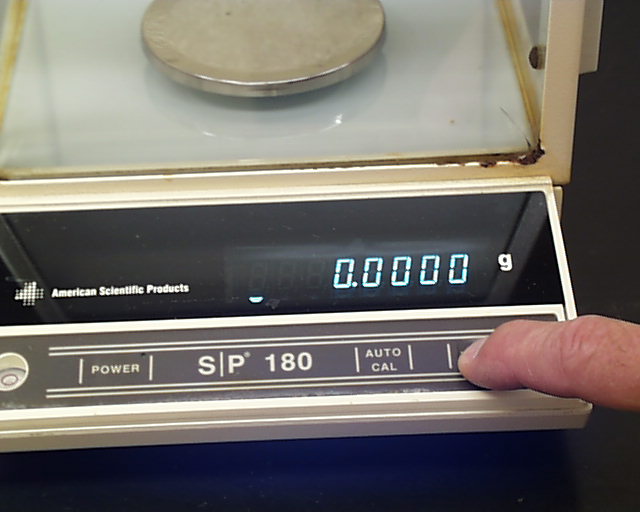 0.0000 g
American Scientific Products
POWER
S|P® 180
AUTO
CAL